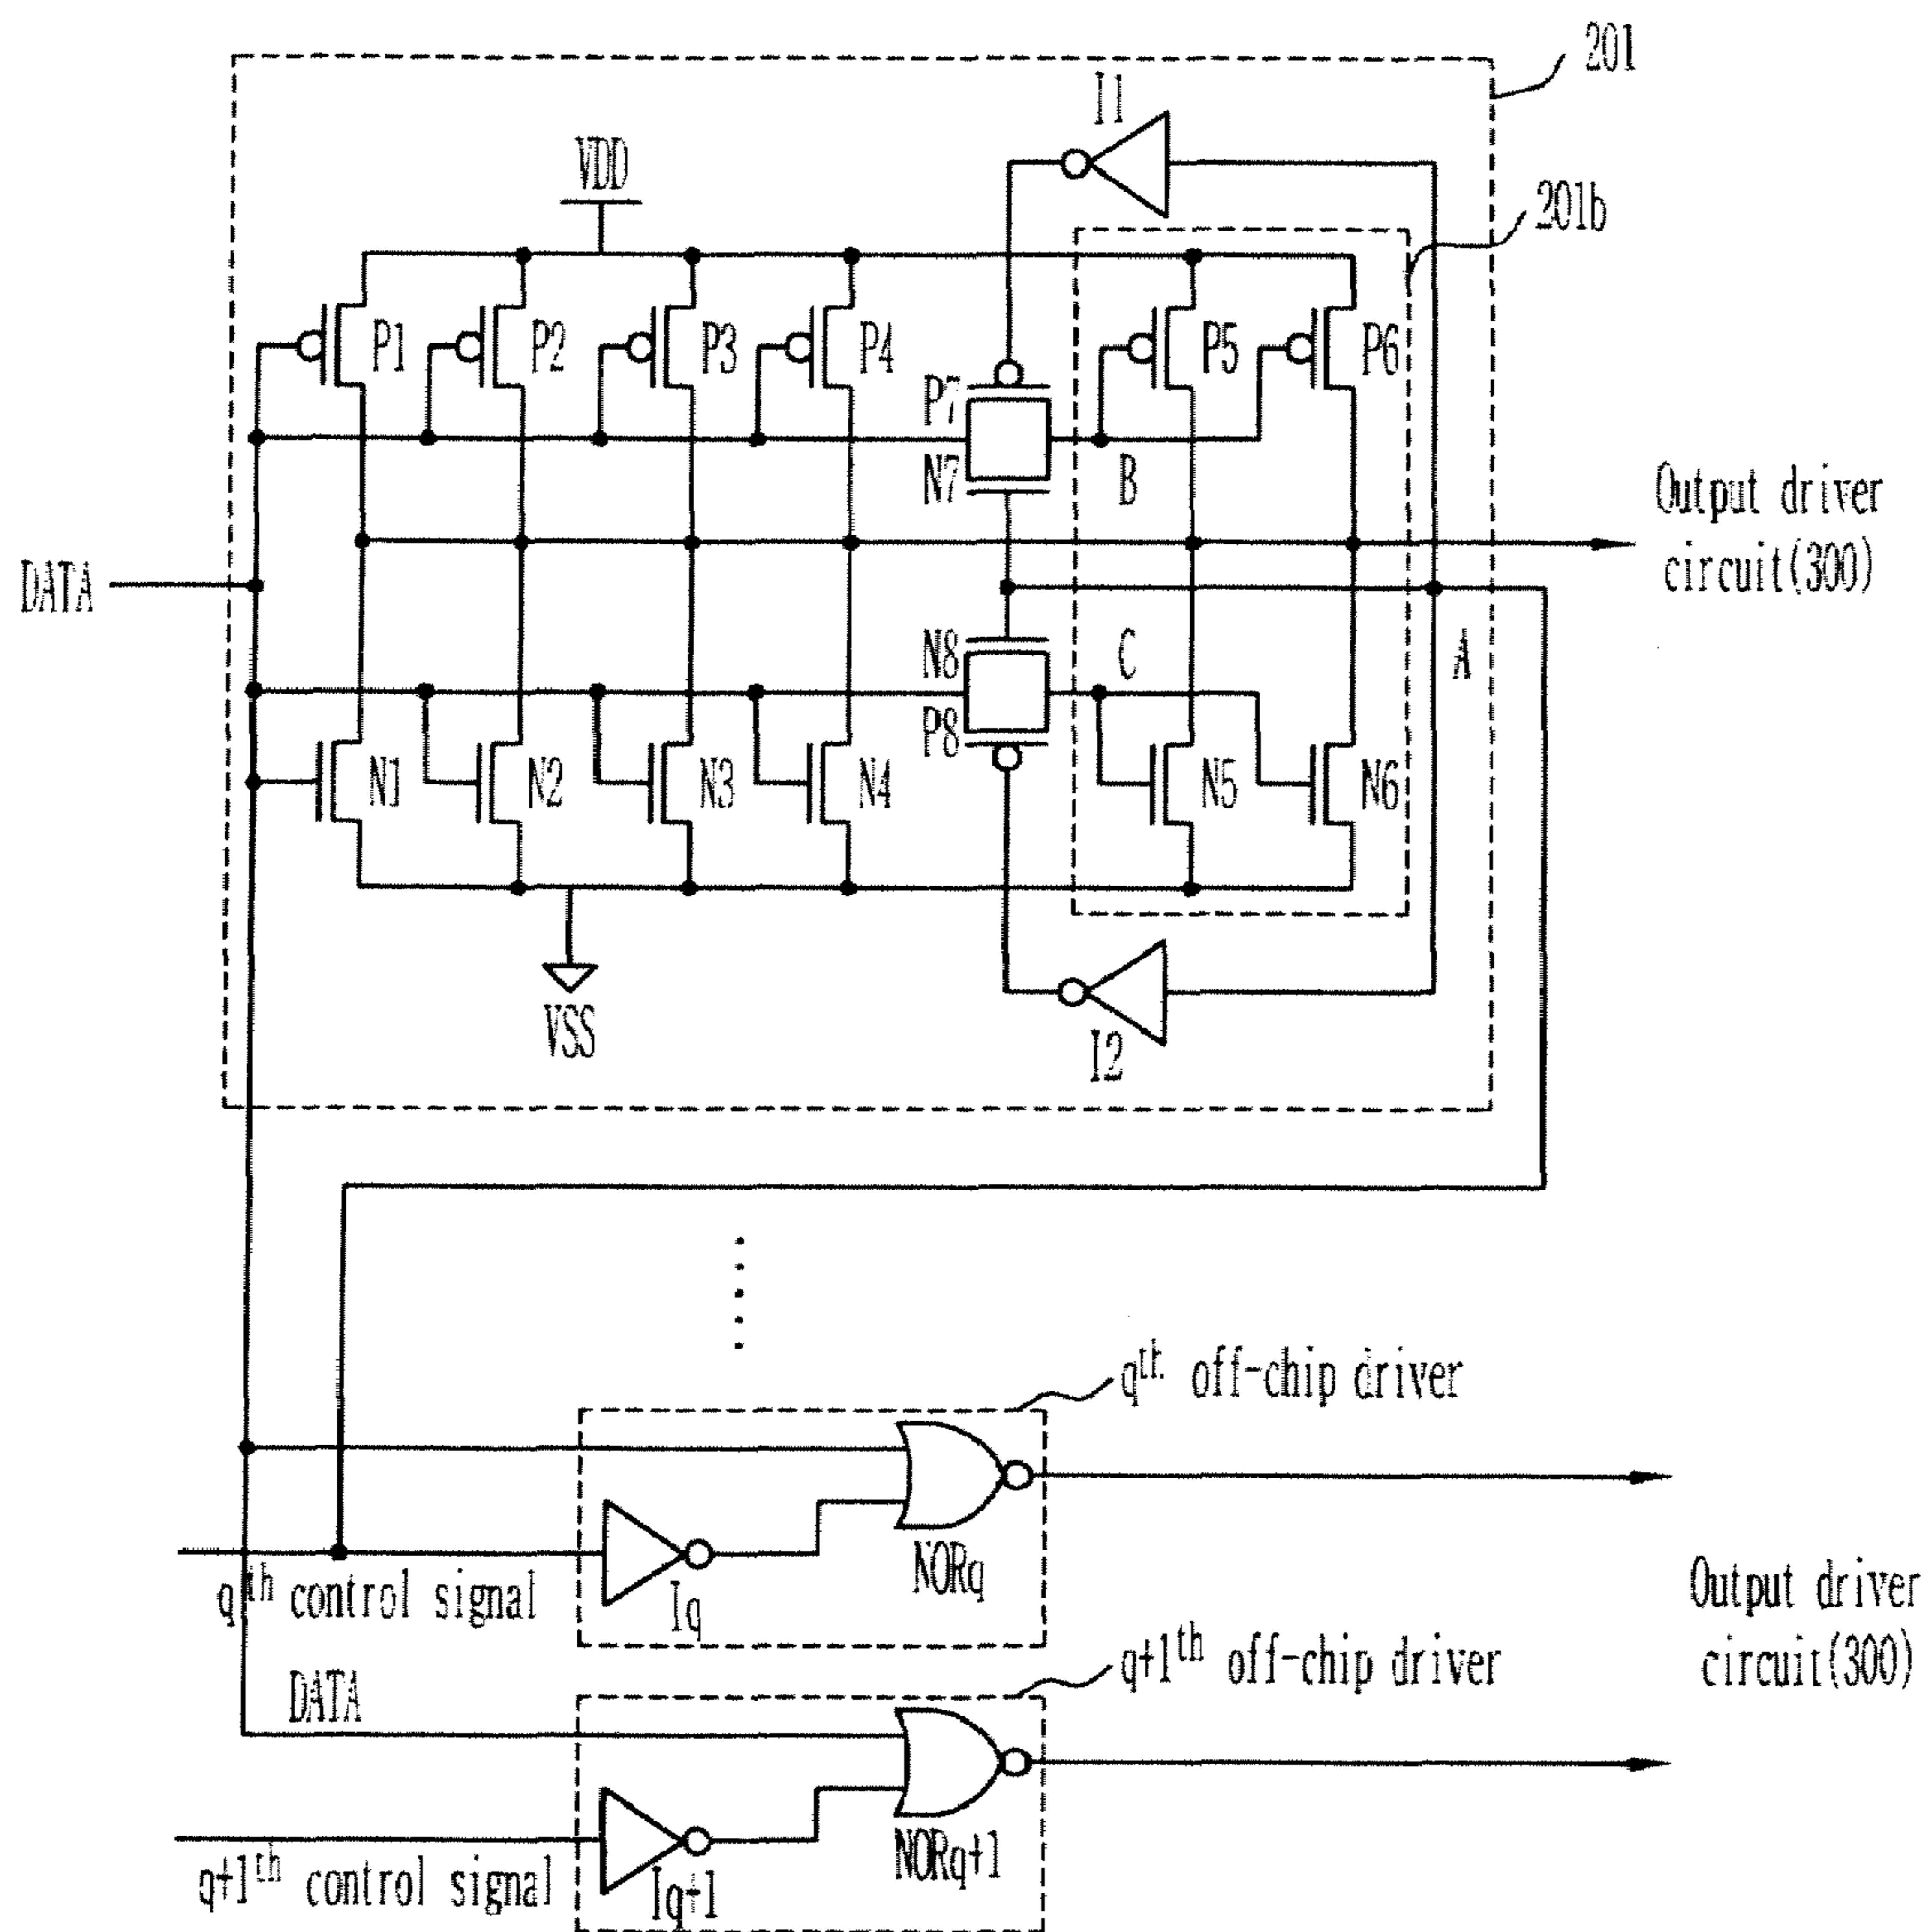 201
I1
VDD
201b
P1
P2
P3
P4
P7
P5
P6
N7
B
Output driver
circuit(300)
DATA
N8
C
A
P8
N1
N2
N3
N4
N5
N6
VSS
I2
qth off-chip driver
NORq
qth control signal
Iq
Output driver
circuit(300)
q+1th off-chip driver
DATA
NORq+1
q+1th control signal
Iq+1